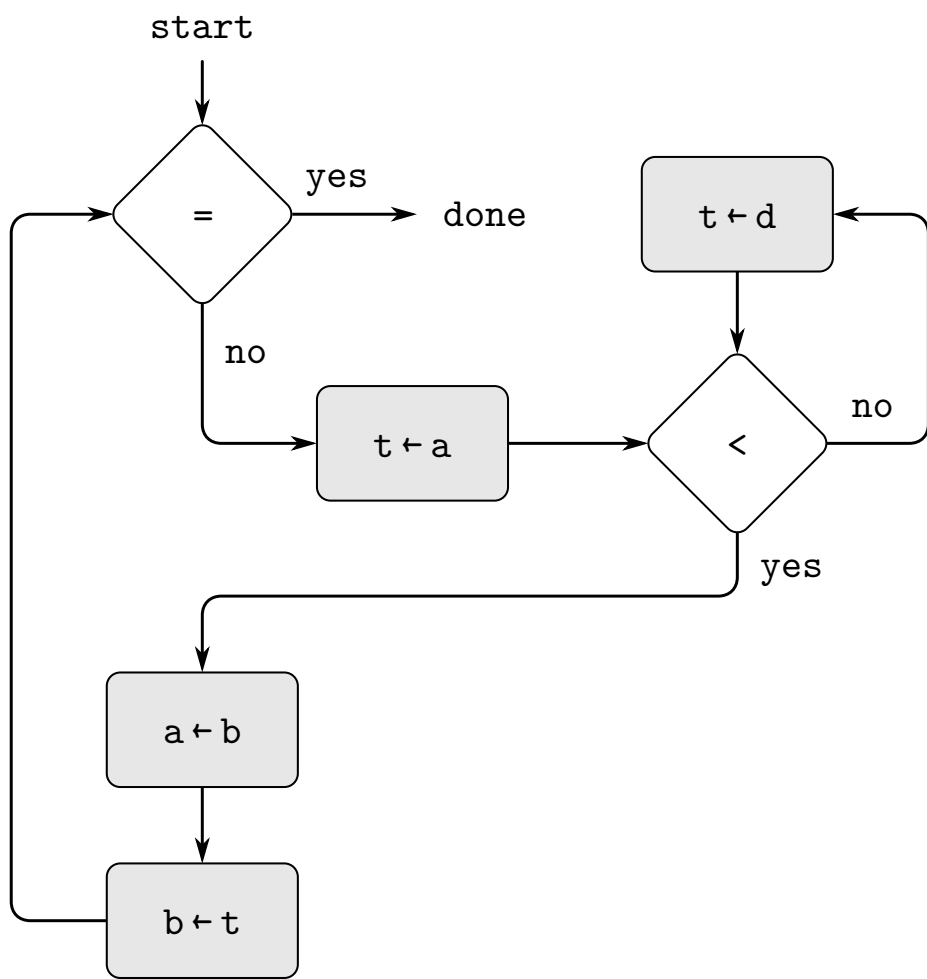 start
=
yes
done
no
t←a
t←d
<
no
yes
a←b
b←t